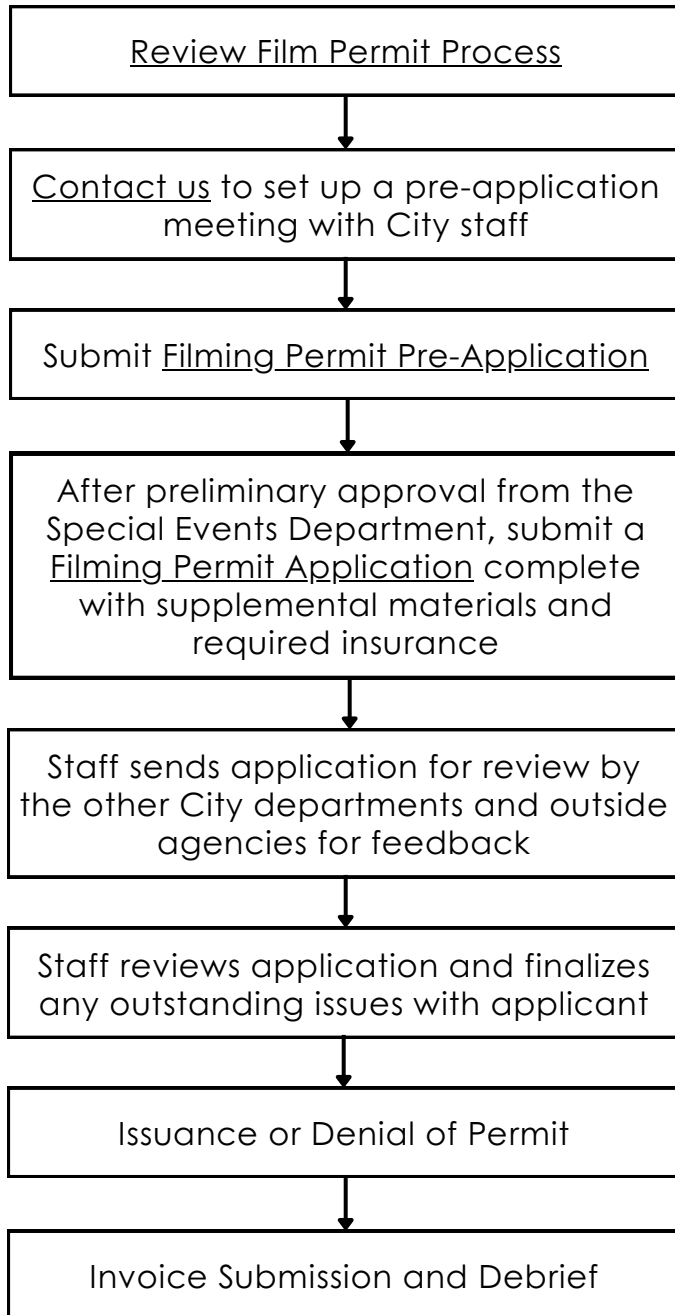 Review Film Permit Process
Contact us to set up a pre-application
meeting with City staff
Submit Filming Permit Pre-Application
After preliminary approval from the
Special Events Department, submit a
Filming Permit Application complete
with supplemental materials and
required insurance
Staff sends application for review by
the other City departments and outside
agencies for feedback
Staff reviews application and finalizes
any outstanding issues with applicant
Issuance or Denial of Permit
Invoice Submission and Debrief